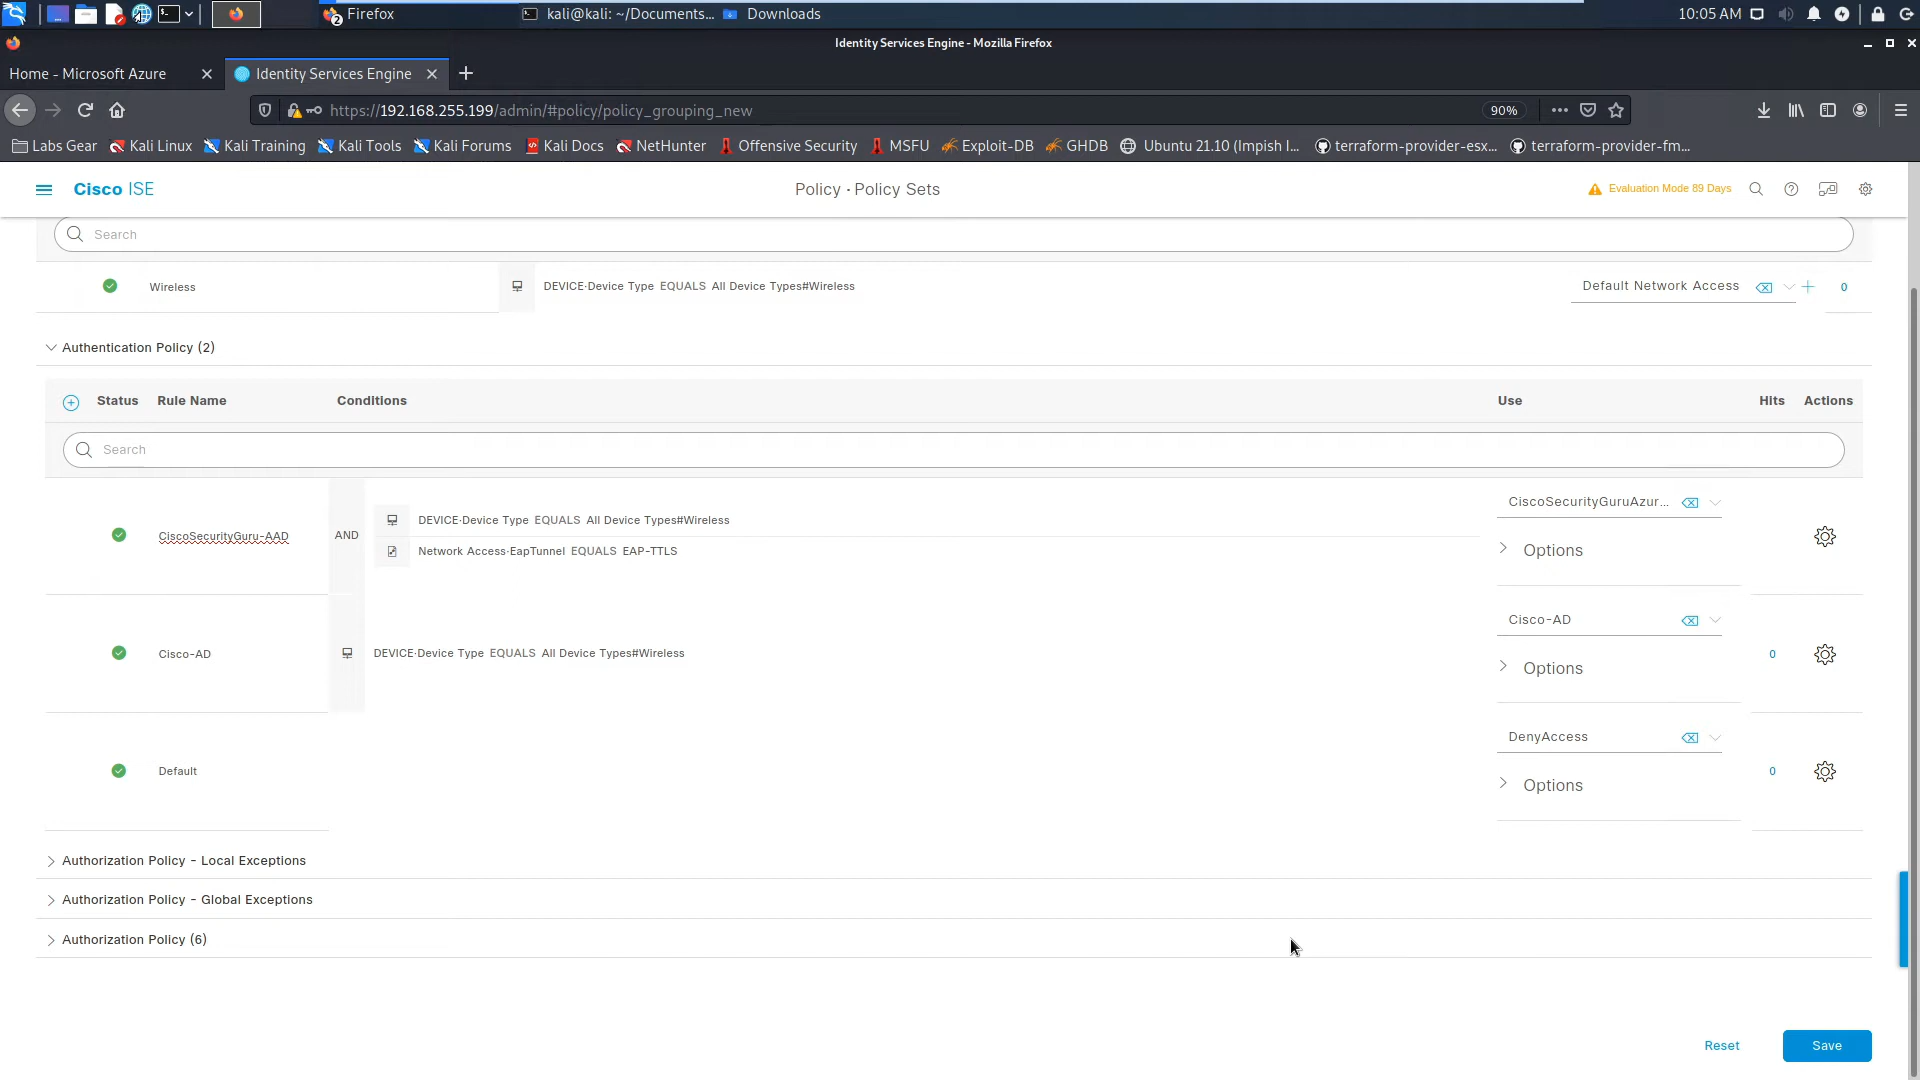 Firefox
2
kali@kali: ~/Documents...
Downloads
10:05 AM
Identity Services Engine - Mozilla Firefox
Home - Microsoft Azure
Identity Services Engine
https://192.168.255.199/admin/#policy/policy_grouping_new
90%
Labs Gear
Kali Linux
Kali Training
Kali Tools
Kali Forums
Kali Docs
NetHunter
Offensive Security
MSFU
Exploit-DB
GHDB
Ubuntu 21.10 (Impish I...
terraform-provider-esx...
terraform-provider-fm...
Cisco ISE
Policy · Policy Sets
Evaluation Mode 89 Days
Search
Wireless
DEVICE·Device Type EQUALS All Device Types#Wireless
Default Network Access
0
Authentication Policy (2)
Status Rule Name Conditions Use Hits Actions
Search
CiscoSecurityGuru-AAD
AND
DEVICE·Device Type EQUALS All Device Types#Wireless
Network Access·EapTunnel EQUALS EAP-TTLS
CiscoSecurityGuruAzur...
Options
Cisco-AD
DEVICE·Device Type EQUALS All Device Types#Wireless
Cisco-AD
Options
0
Default
DenyAccess
Options
0
Authorization Policy - Local Exceptions
Authorization Policy - Global Exceptions
Authorization Policy (6)
Reset
Save